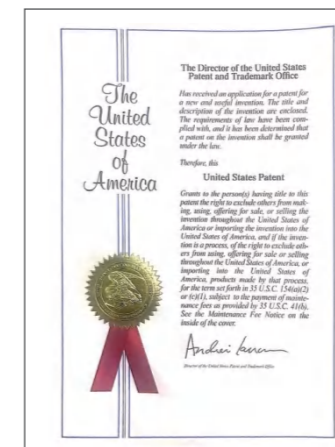 The
United
States
of
America
The Director of the United States
Patent and Trademark Office
Has received an application for a patent for
a new and useful invention. The title and
description of the invention are enclosed.
The requirements of law have been com-
plied with, and it has been determined that
a patent on the invention shall be granted
under the law.
Therefore, this
United States Patent
Grants to the person(s) having title to this
patent the right to exclude others from mak-
ing, using, offering for sale, or selling the
invention throughout the United States of
America or importing the invention into the
United States of America, and if the inven-
tion is a process, of the right to exclude oth-
ers from using, offering for sale or selling
throughout the United States of America, or
importing into the United States of
America, products made by that process,
for the term set forth in 35 U.S.C. 154(a)(2)
or (c)(1), subject to the payment of mainte-
nance fees as provided by 35 U.S.C. 41(b).
See the Maintenance Fee Notice on the
inside of the cover.
Andrei Iancu
Director of the United States Patent and Trademark Office